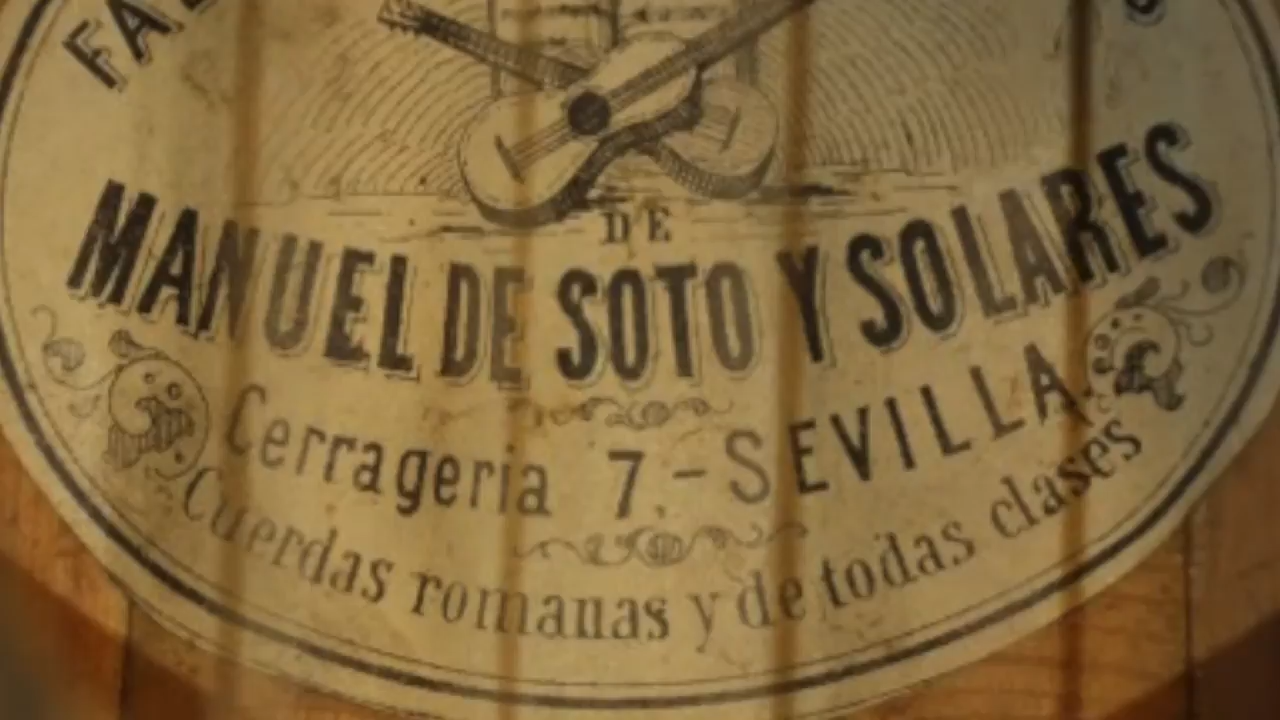 DE
MANUEL DE SOTO Y SOLARES
Cerrageria 7.-SEVILLA.
Cuerdas romanas y de todas clases